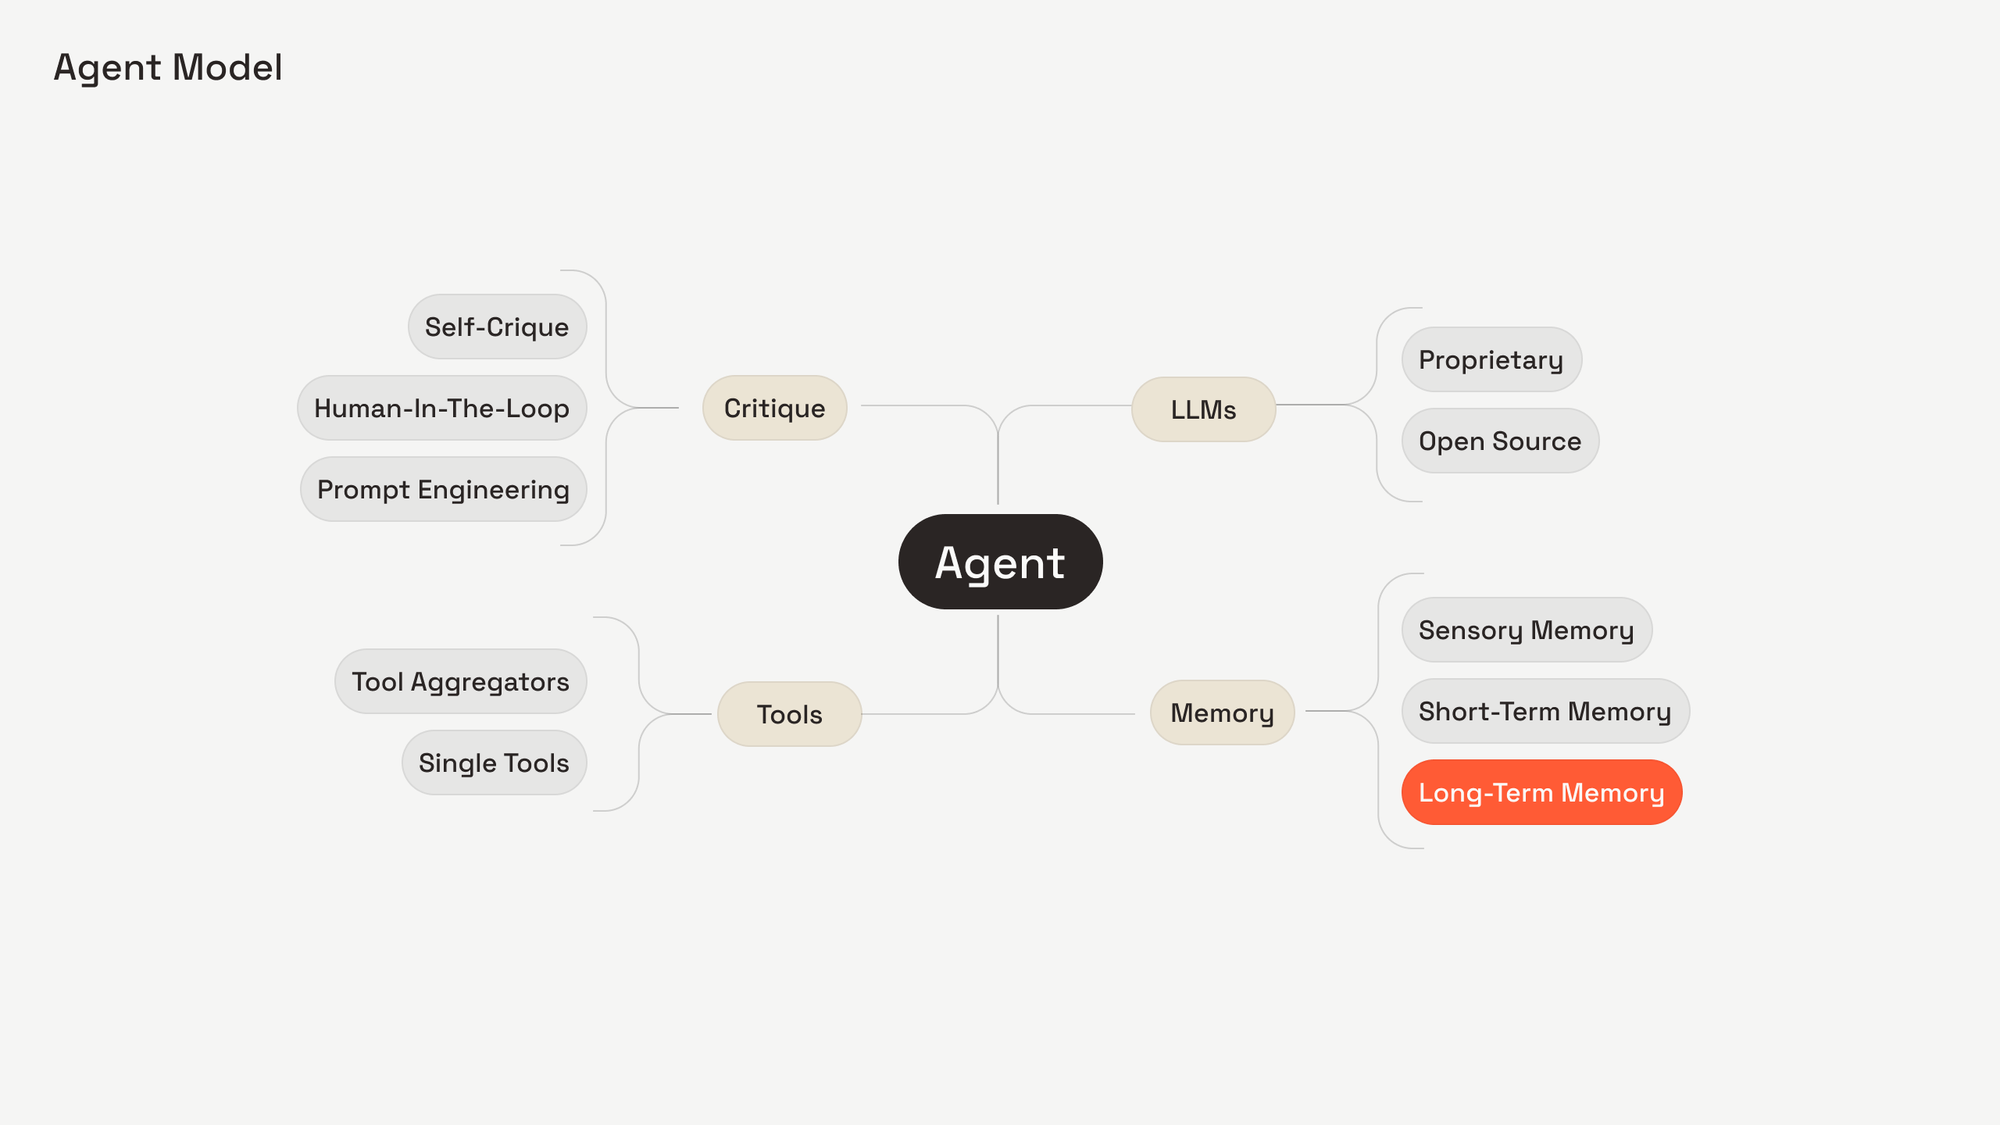 Agent Model
Self-Crique
Human-In-The-Loop
Prompt Engineering
Critique
LLMs
Proprietary
Open Source
Agent
Tool Aggregators
Single Tools
Tools
Memory
Sensory Memory
Short-Term Memory
Long-Term Memory